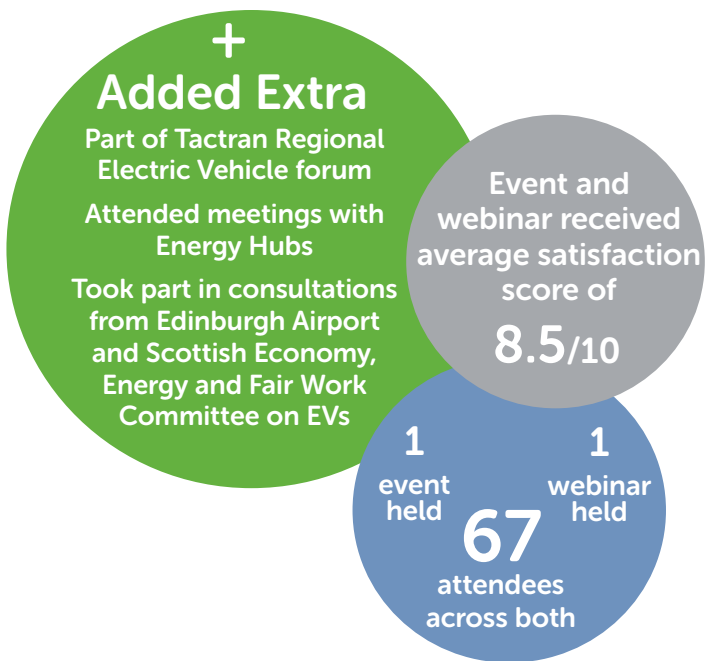 +
Added Extra
Part of Tactran Regional
Electric Vehicle forum
Attended meetings with
Energy Hubs
Took part in consultations
from Edinburgh Airport
and Scottish Economy,
Energy and Fair Work
Committee on EVs
Event and
webinar received
average satisfaction
score of
8.5/10
1
event
held
1
webinar
held
67
attendees
across both